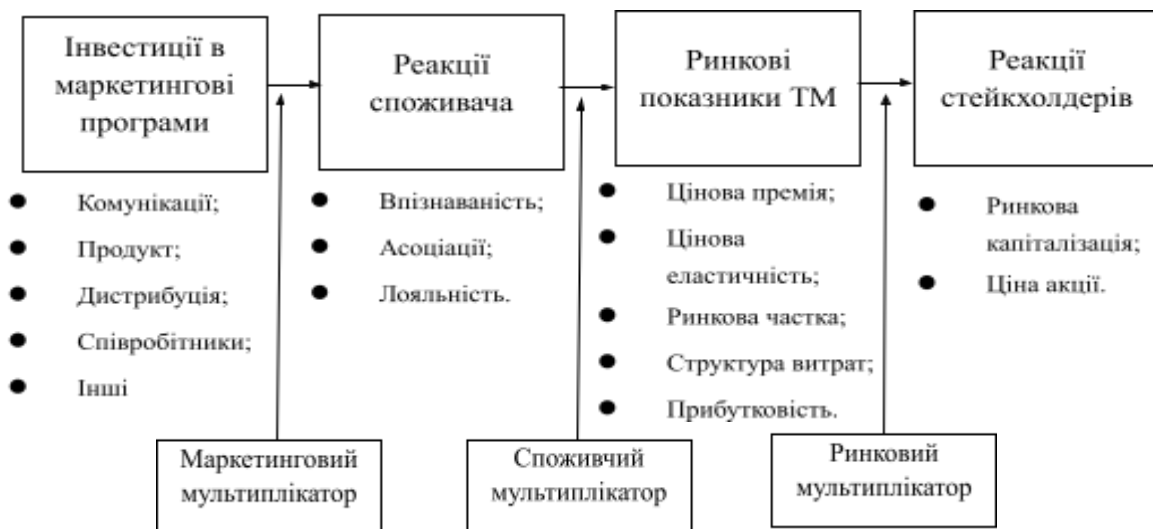 Інвестиції в
маркетингові
програми
Реакції
споживача
Ринкові
показники ТМ
Реакції
стейкхолдерів
Комунікації;
Продукт;
Дистрибуція;
Співробітники;
Інші
Впізнаваність;
Асоціації;
Лояльність.
Цінова премія;
Цінова
еластичність;
Ринкова частка;
Структура витрат;
Прибутковість.
Ринкова
капіталізація;
Ціна акції.
Маркетинговий
мультиплікатор
Споживчий
мультиплікатор
Ринковий
мультиплікатор